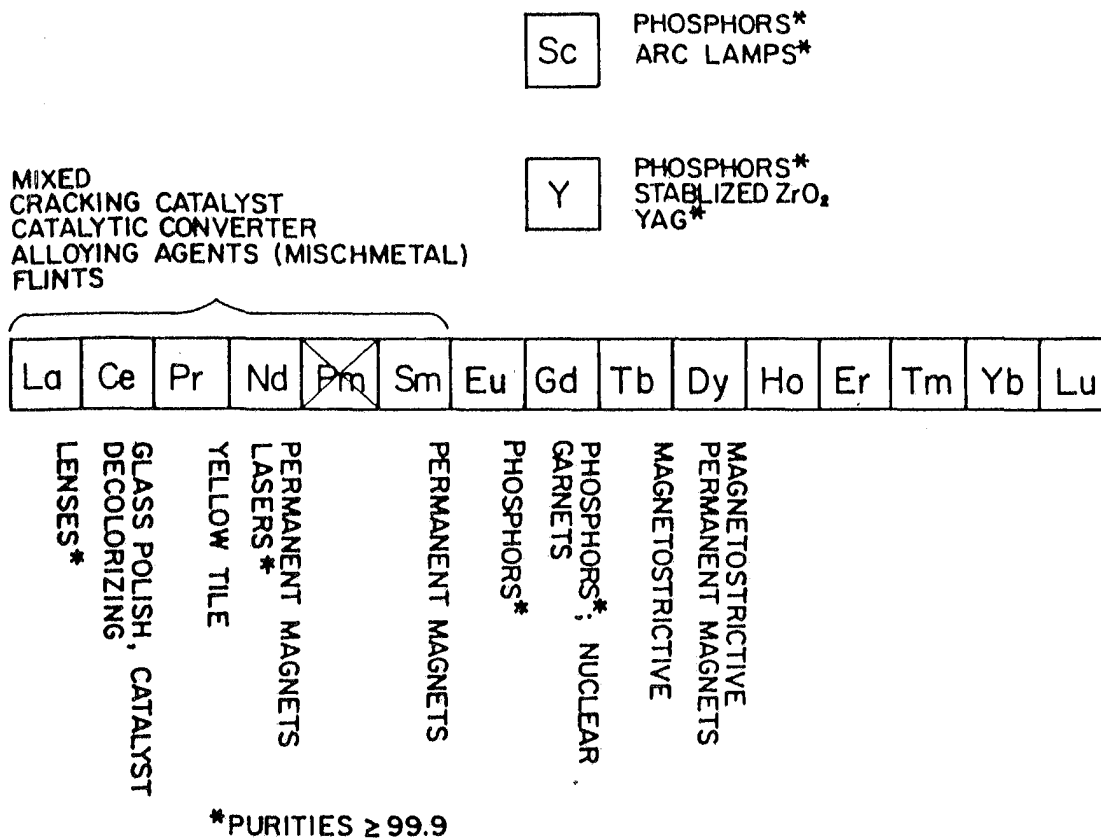 Sc
PHOSPHORS*
ARC LAMPS*
Y
PHOSPHORS*
STABLIZED ZrO₂
YAG*
MIXED
CRACKING CATALYST
CATALYTIC CONVERTER
ALLOYING AGENTS (MISCHMETAL)
FLINTS
La Ce Pr Nd Pm Sm Eu Gd Tb Dy Ho Er Tm Yb Lu
LENSES*
GLASS POLISH, CATALYST
DECOLORIZING
YELLOW TILE
PERMANENT MAGNETS
LASERS*
PERMANENT MAGNETS
PHOSPHORS*
PHOSPHORS*; NUCLEAR
GARNETS
MAGNETOSTRICTIVE
MAGNETOSTRICTIVE
PERMANENT MAGNETS
*PURITIES ≥ 99.9